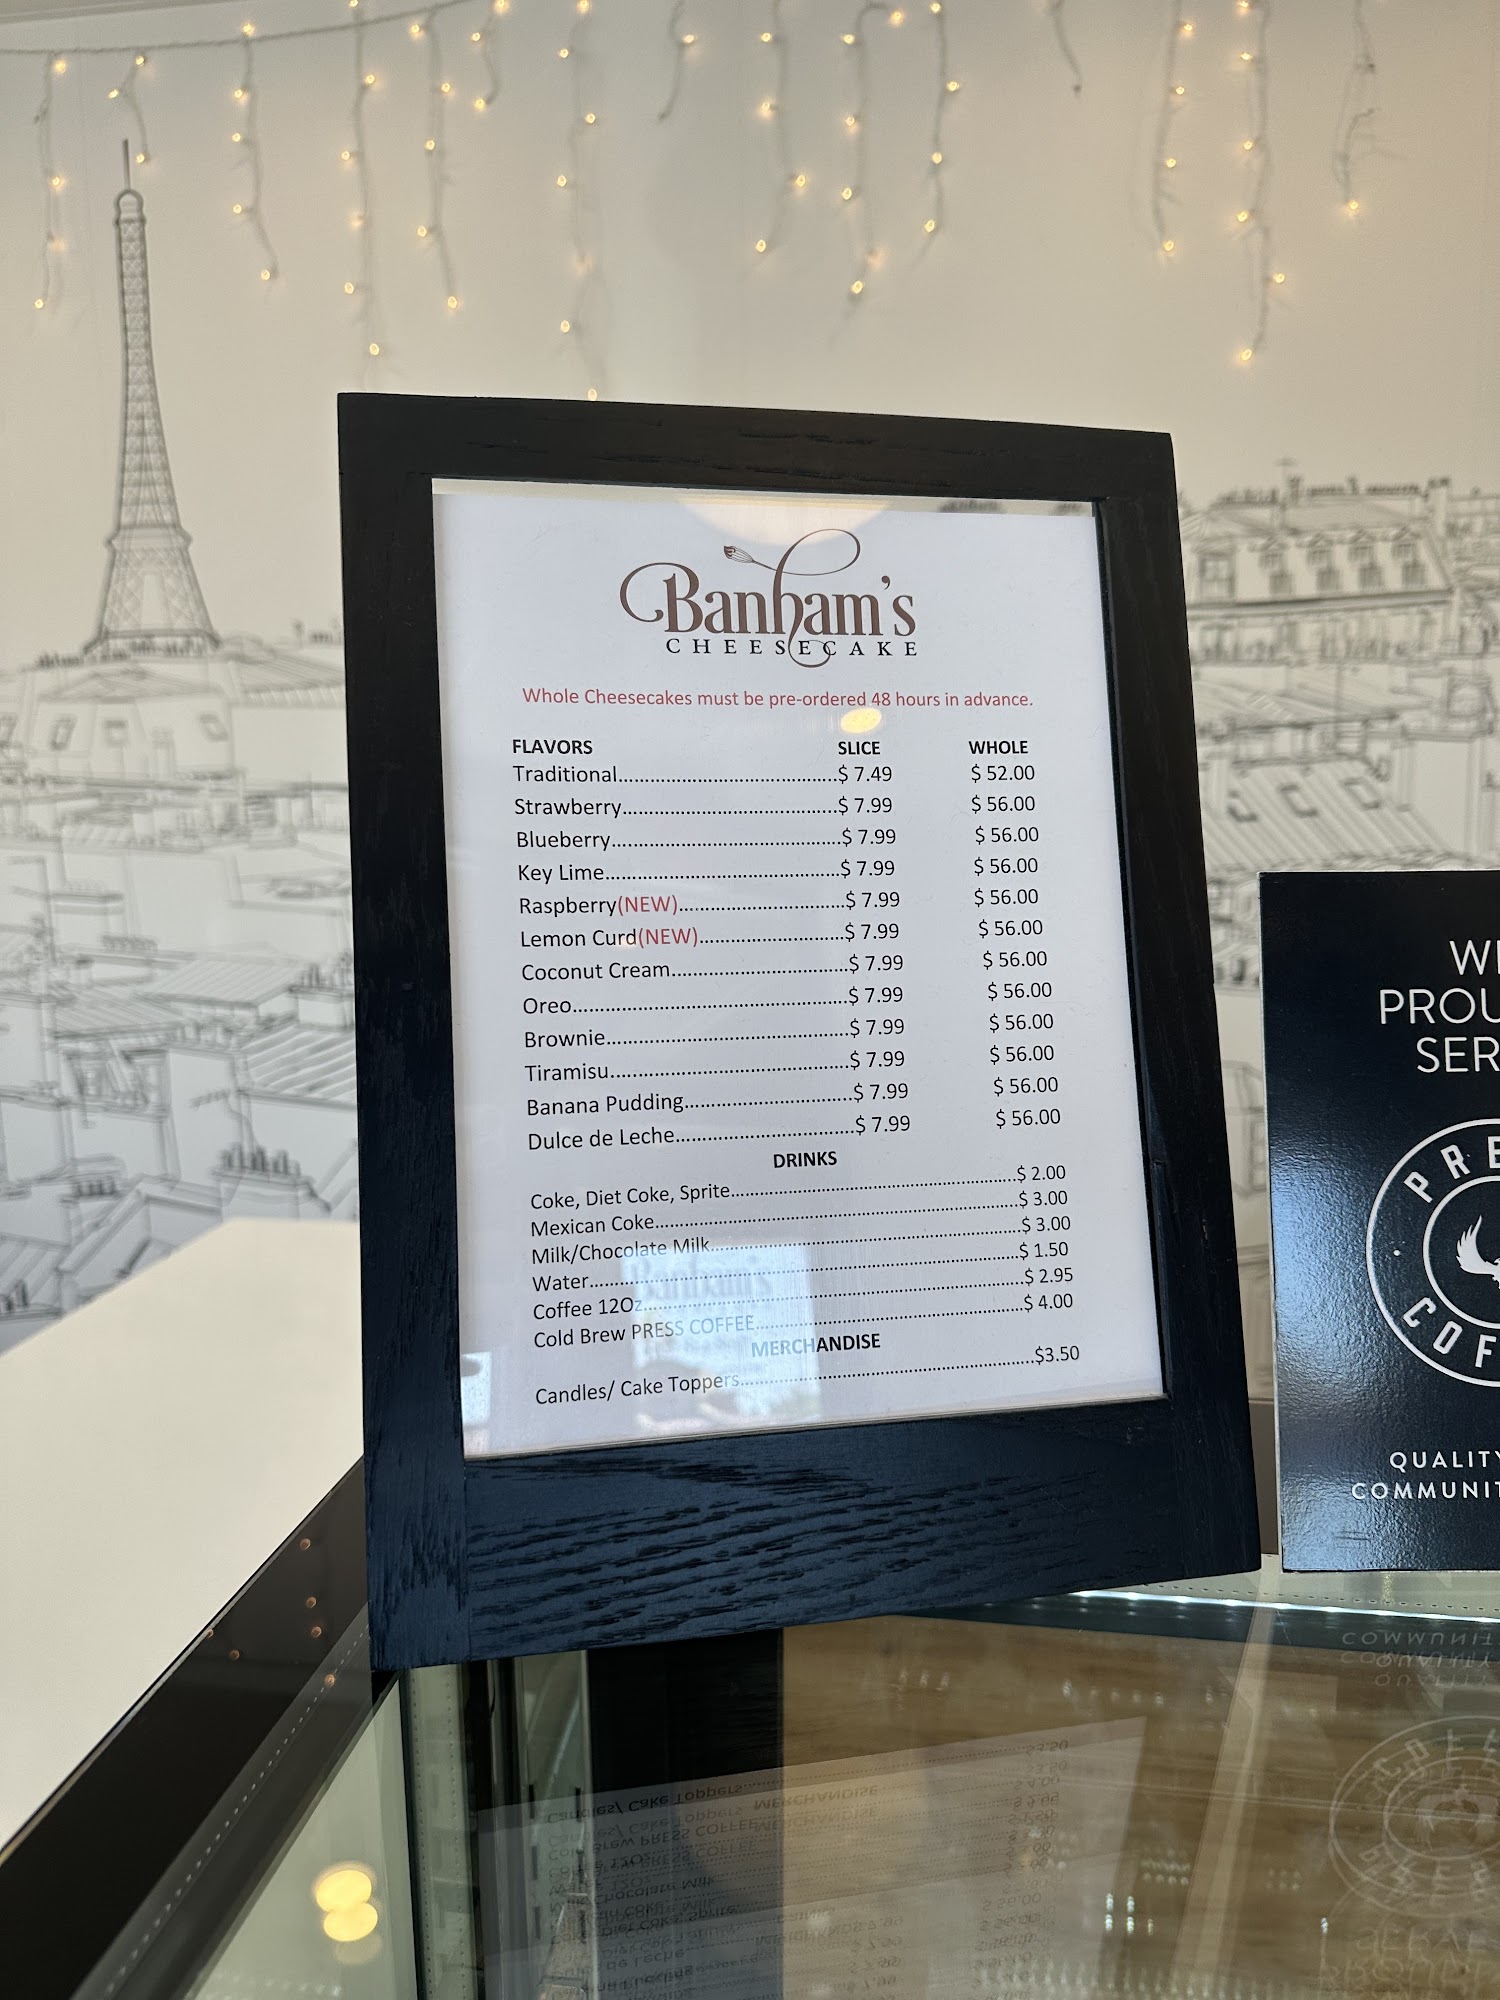 Banham's
CHEESECAKE
Whole Cheesecakes must be pre-ordered 48 hours in advance.
FLAVORS SLICE WHOLE
Traditional........................................$ 7.49 $ 52.00
Strawberry........................................$ 7.99 $ 56.00
Blueberry..........................................$ 7.99 $ 56.00
Key Lime...........................................$ 7.99 $ 56.00
Raspberry(NEW)..............................$ 7.99 $ 56.00
Lemon Curd(NEW)...........................$ 7.99 $ 56.00
Coconut Cream................................$ 7.99 $ 56.00
Oreo..................................................$ 7.99 $ 56.00
Brownie............................................$ 7.99 $ 56.00
Tiramisu...........................................$ 7.99 $ 56.00
Banana Pudding..............................$ 7.99 $ 56.00
Dulce de Leche................................$ 7.99 $ 56.00
DRINKS
Coke, Diet Coke, Sprite....................................................$ 2.00
Mexican Coke...................................................................$ 3.00
Milk/Chocolate Milk.........................................................$ 3.00
Water................................................................................$ 1.50
Coffee 12Oz......................................................................$ 2.95
Cold Brew PRESS COFFEE................................................$ 4.00
MERCHANDISE
Candles/ Cake Toppers.....................................................$3.50
PROU
SER
PRE
COF
QUALITY
COMMUNIT